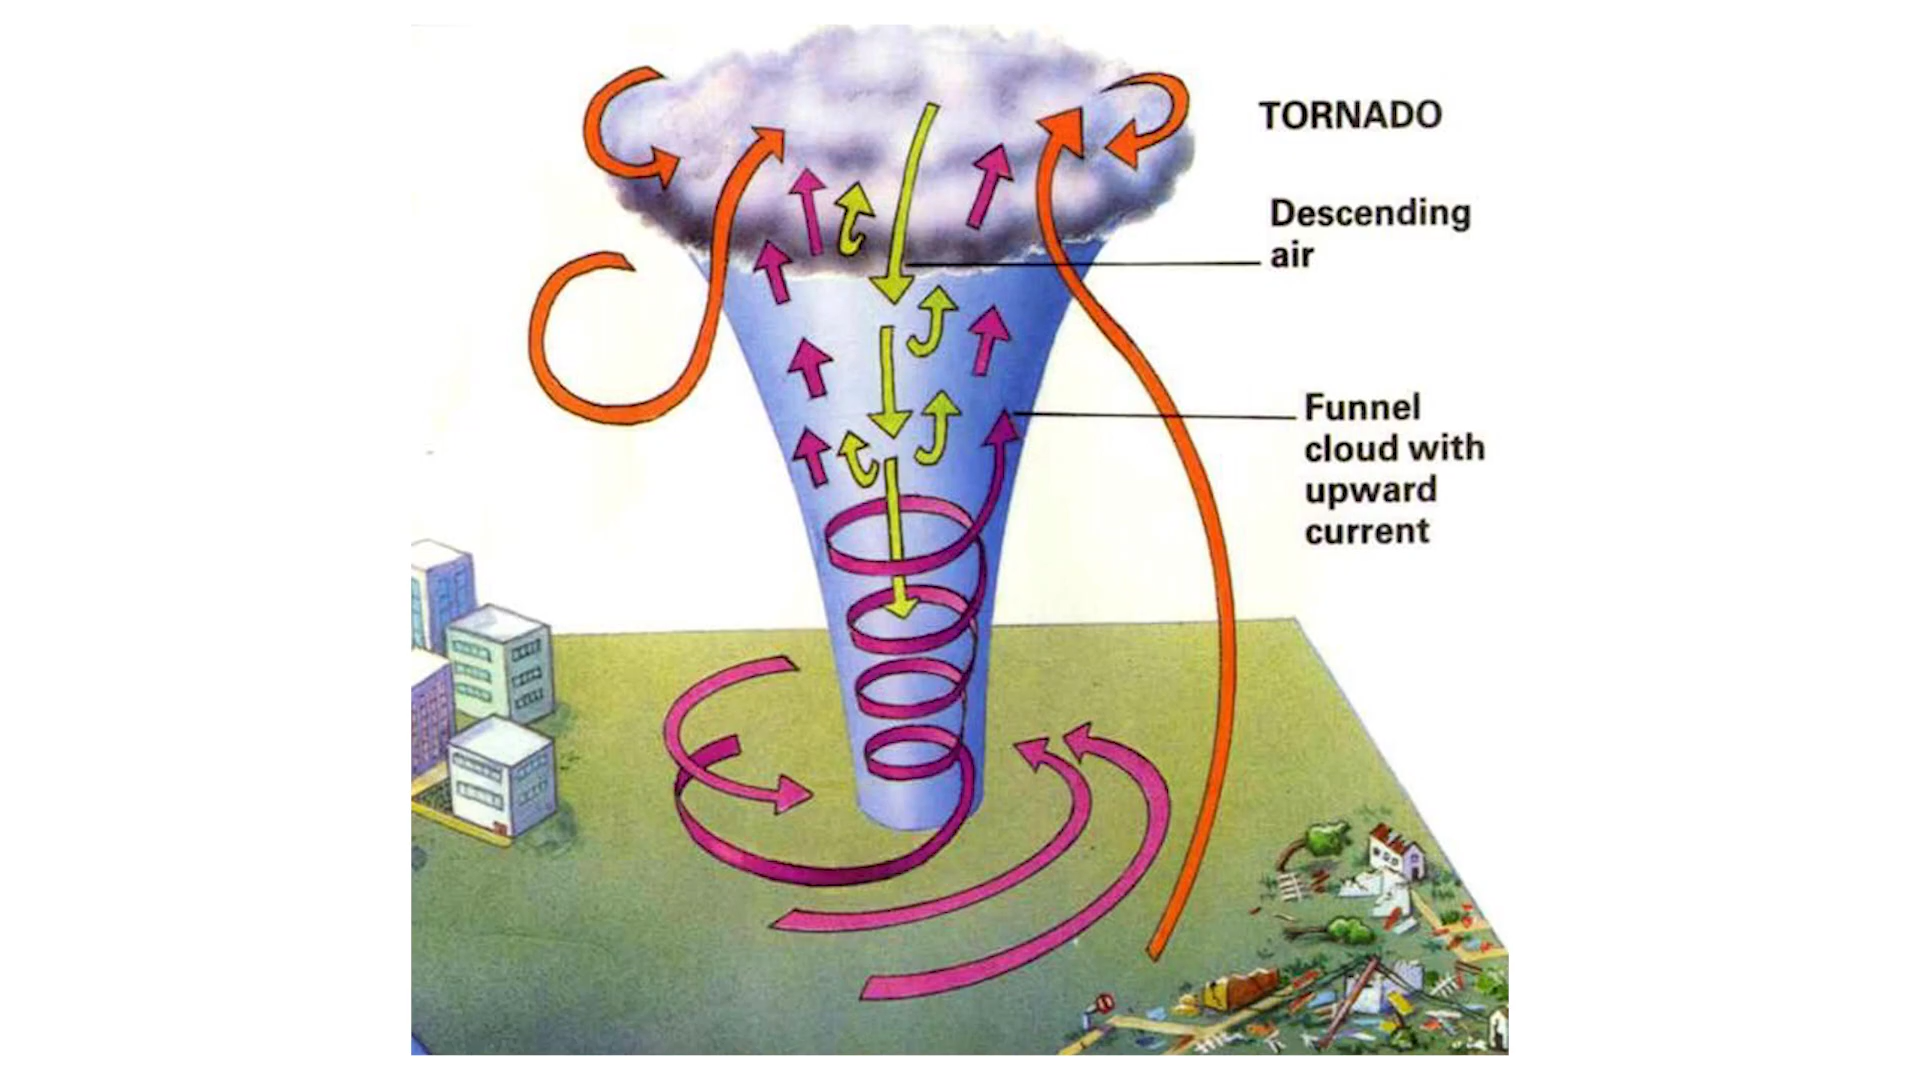 TORNADO
Descending
air
Funnel
cloud with
upward
current